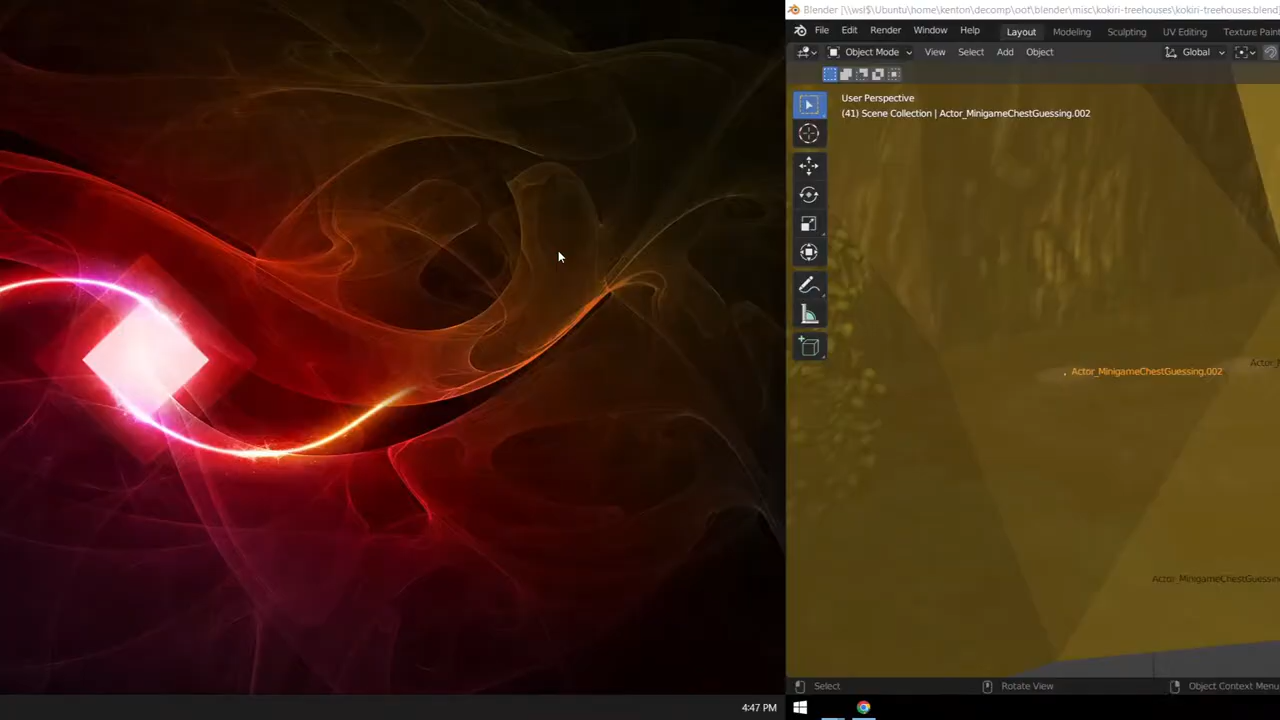 Blender [\\wsl$\Ubuntu\home\kenton\decomp\oot\blender\misc\kokiri-treehouses\kokiri-treehouses.blend]
File Edit Render Window Help Layout Modeling Sculpting UV Editing Texture Pain
Object Mode View Select Add Object Global
User Perspective
(41) Scene Collection | Actor_MinigameChestGuessing.002
Actor_
Actor_MinigameChestGuessing.002
Actor_MinigameChestGuessing
Select Rotate View Object Context Menu
4:47 PM